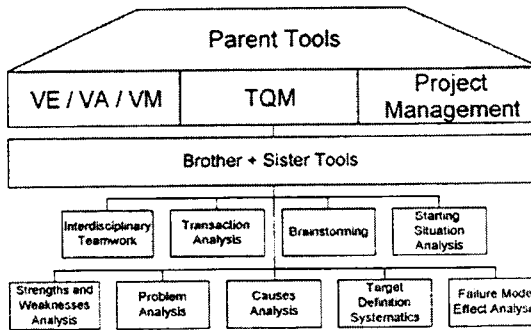 Parent Tools
VE / VA / VM
TQM
Project
Management
Brother + Sister Tools
Interdisciplinary
Teamwork
Transaction
Analysis
Brainstorming
Starting
Situation
Analysis
Strengths and
Weaknesses
Analysis
Problem
Analysis
Causes
Analysis
Target
Definition
Systematics
Failure Mode
Effect Analysis